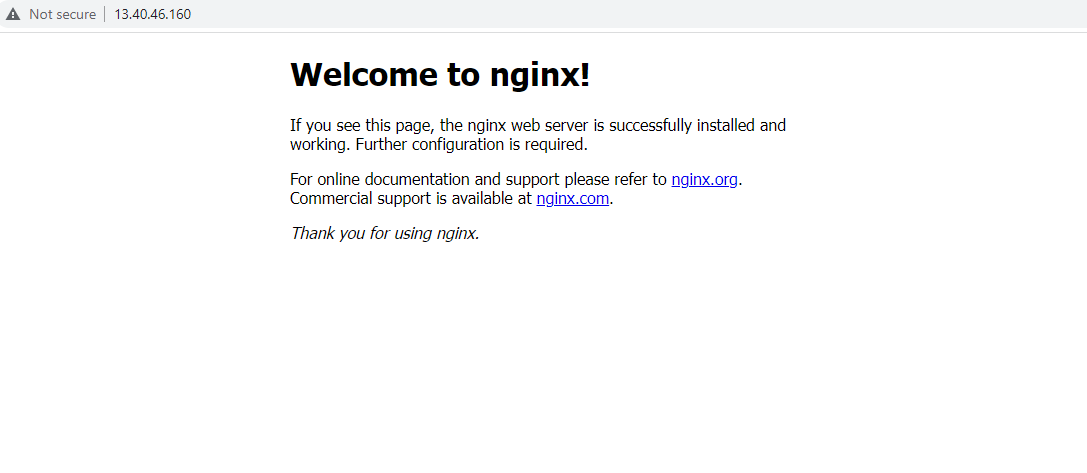 Not secure 13.40.46.160
Welcome to nginx!
If you see this page, the nginx web server is successfully installed and
working. Further configuration is required.
For online documentation and support please refer to nginx.org.
Commercial support is available at nginx.com.
Thank you for using nginx.